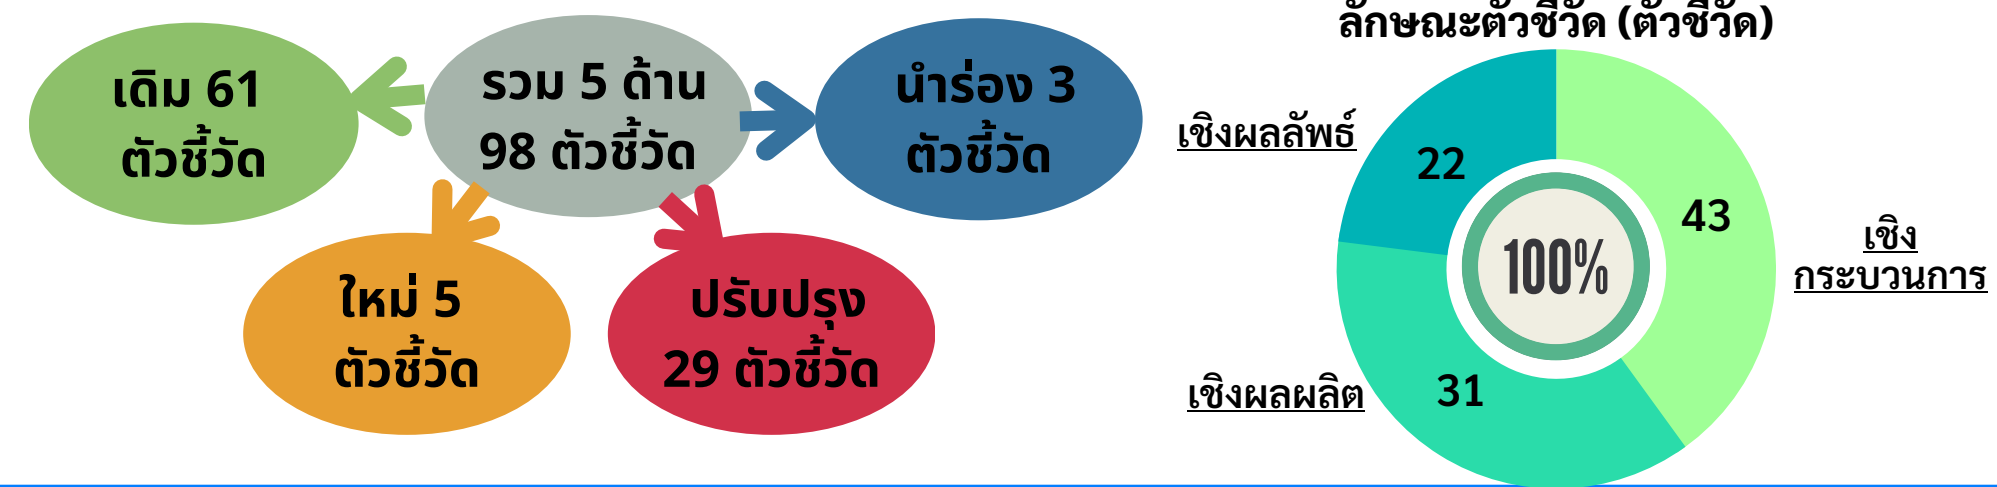 เดิม 61
ตัวชี้วัด
รวม 5 ด้าน
98 ตัวชี้วัด
นำร่อง 3
ตัวชี้วัด
ใหม่ 5
ตัวชี้วัด
ปรับปรุง
29 ตัวชี้วัด
ลักษณะตัวชี้วัด (ตัวชี้วัด)
เชิงผลลัพธ์
22
43
เชิง
กระบวนการ
100%
เชิงผลผลิต
31